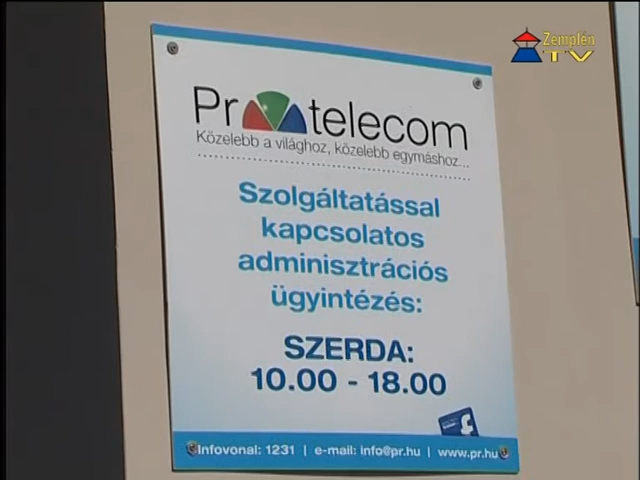 Zemplén
TV
Pr telecom
Közelebb a világhoz, közelebb egymáshoz...
Szolgáltatással
kapcsolatos
adminisztrációs
ügyintézés:
SZERDA:
10.00 - 18.00
Infovonal: 1231 | e-mail: info@pr.hu | www.pr.hu